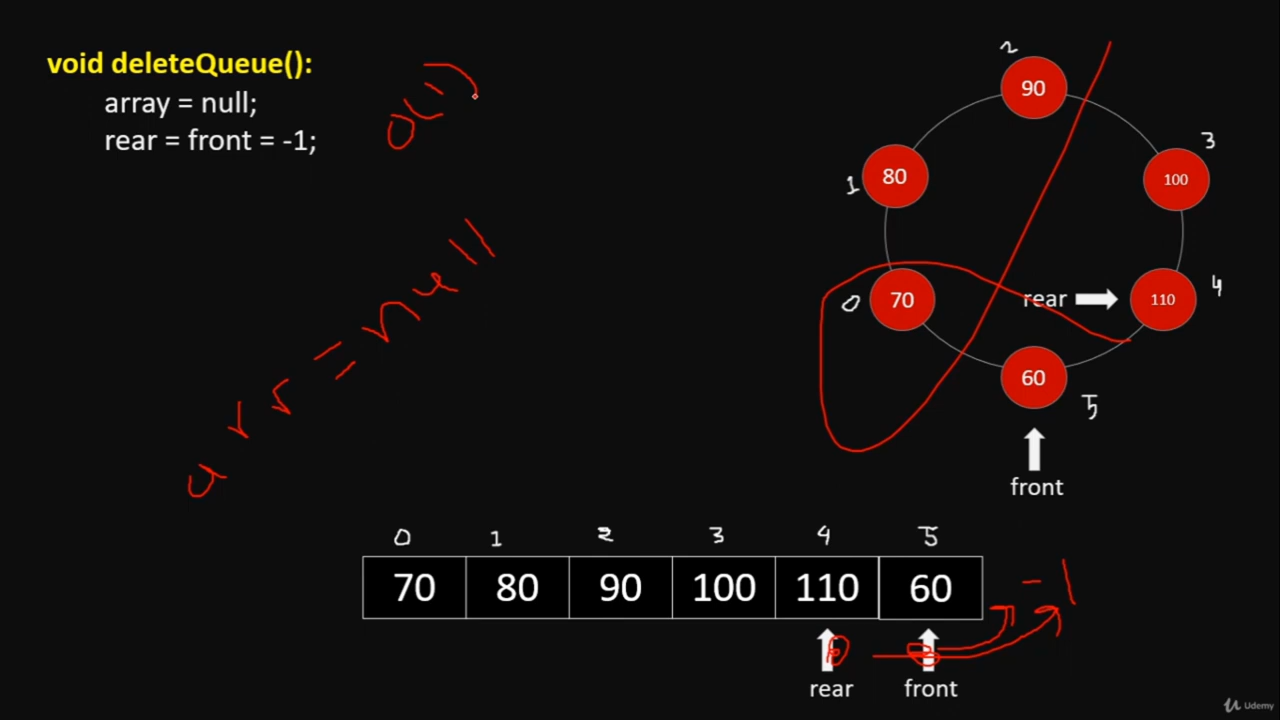 void deleteQueue():
array = null;
rear = front = -1;
O(1)
arr = null
2
90
3
100
1
80
0
70
rear
110
4
60
5
front
0 1 2 3 4 5
70 80 90 100 110 60
-1
rear front
Udemy